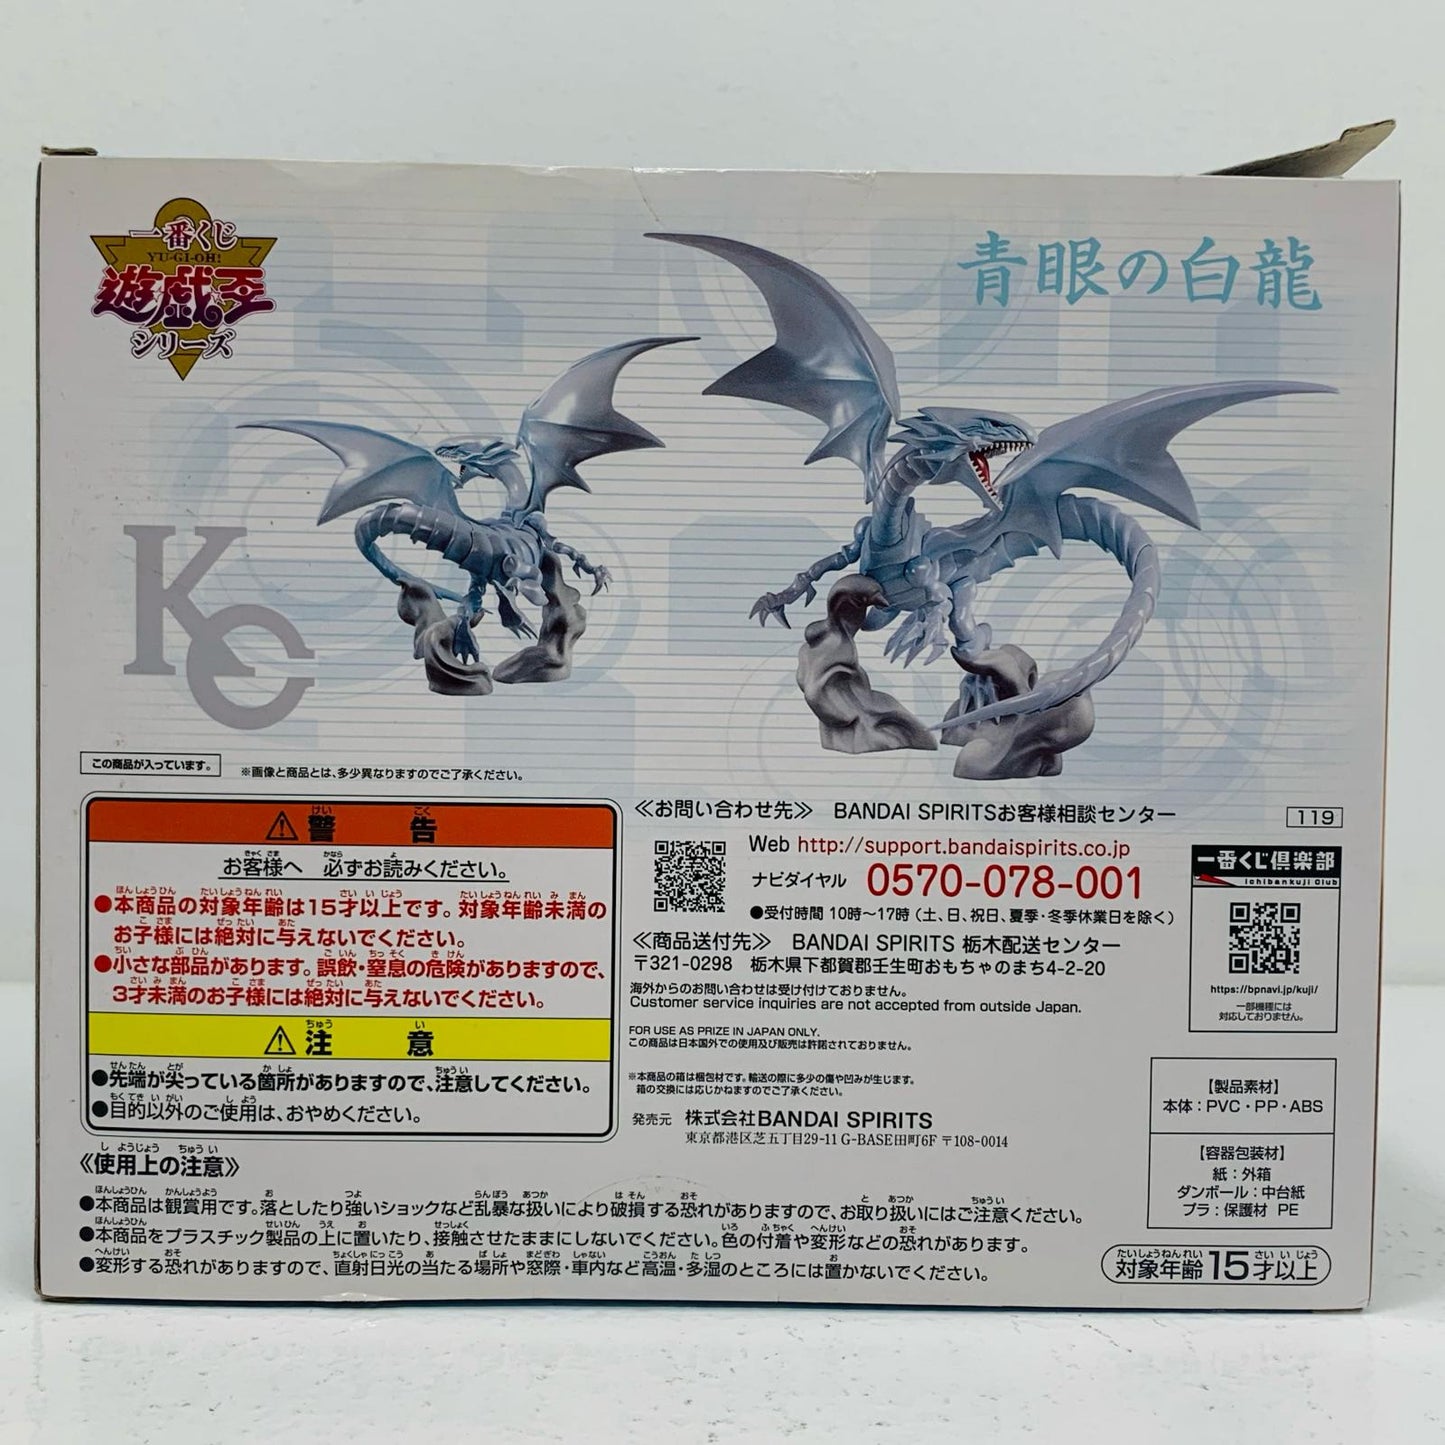 一番くじ
YU-GI-OH!
遊戯王
シリーズ
青眼の白龍
KC
この商品が入っています。
※画像と商品とは、多少異なりますのでご了承ください。
警告
お客様へ 必ずお読みください。
●本商品の対象年齢は15才以上です。対象年齢未満の
お子様には絶対に与えないでください。
●小さな部品があります。誤飲・窒息の危険がありますので、
3才未満のお子様には絶対に与えないでください。
注意
●先端が尖っている箇所がありますので、注意してください。
●目的以外のご使用は、おやめください。
≪お問い合わせ先≫ BANDAI SPIRITSお客様相談センター
Web http://support.bandaispirits.co.jp
ナビダイヤル 0570-078-001
●受付時間 10時〜17時(土、日、祝日、夏季・冬季休業日を除く)
≪商品送付先≫ BANDAI SPIRITS 栃木配送センター
〒321-0298 栃木県下都賀郡壬生町おもちゃのまち4-2-20
海外からのお問い合わせは受け付けておりません。
Customer service inquiries are not accepted from outside Japan.
FOR USE AS PRIZE IN JAPAN ONLY.
この商品は日本国外での使用及び販売は許諾されておりません。
※本商品の箱は梱包材です。輸送の際に多少の傷や凹みが生じます。
箱の交換には応じかねますのでご了承ください。
発売元 株式会社BANDAI SPIRITS
東京都港区芝五丁目29-11 G-BASE田町6F 〒108-0014
119
一番くじ倶楽部
Ichibankuji Club
https://bpnavi.jp/kuji/
一部機種には
対応しておりません。
【製品素材】
本体:PVC・PP・ABS
【容器包装材】
紙:外箱
ダンボール:中台紙
プラ:保護材 PE
対象年齢15才以上
《使用上の注意》
●本商品は観賞用です。落としたり強いショックなど乱暴な扱いにより破損する恐れがありますので、お取り扱いにはご注意ください。
●本商品をプラスチック製品の上に置いたり、接触させたままにしないでください。色の付着や変形などの恐れがあります。
●変形する恐れがありますので、直射日光の当たる場所や窓際・車内など高温・多湿のところには置かないでください。